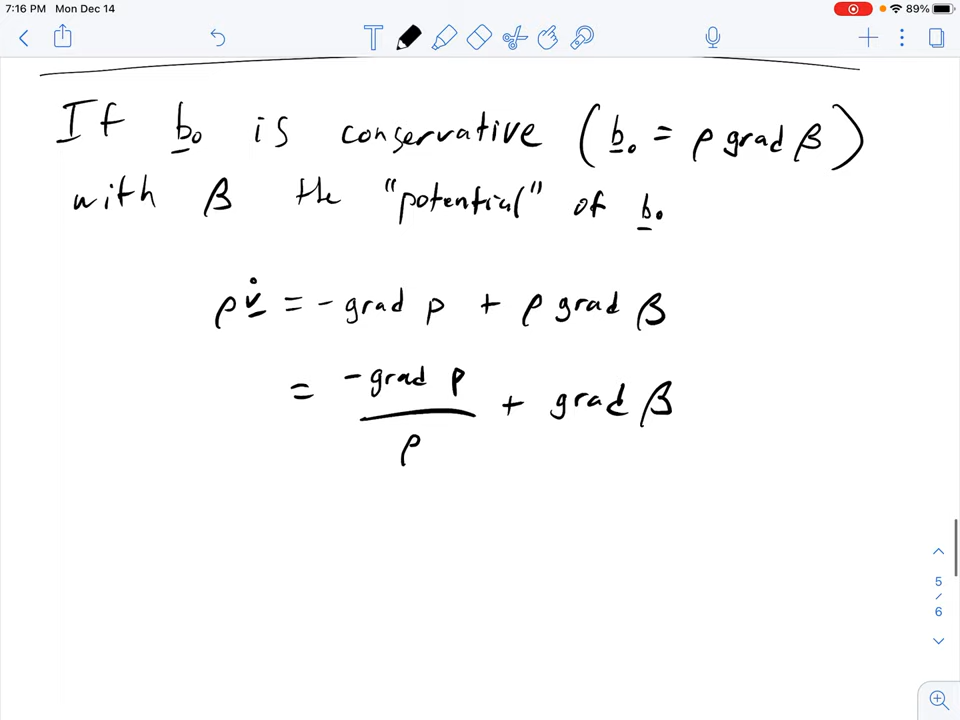 7:16 PM Mon Dec 14
89%
If b₀ is conservative (b₀ = ρ grad β)
with β the "potential" of b₀
ρv̇ = - grad p + ρ grad β
= -grad p / ρ + grad β
5
/
6